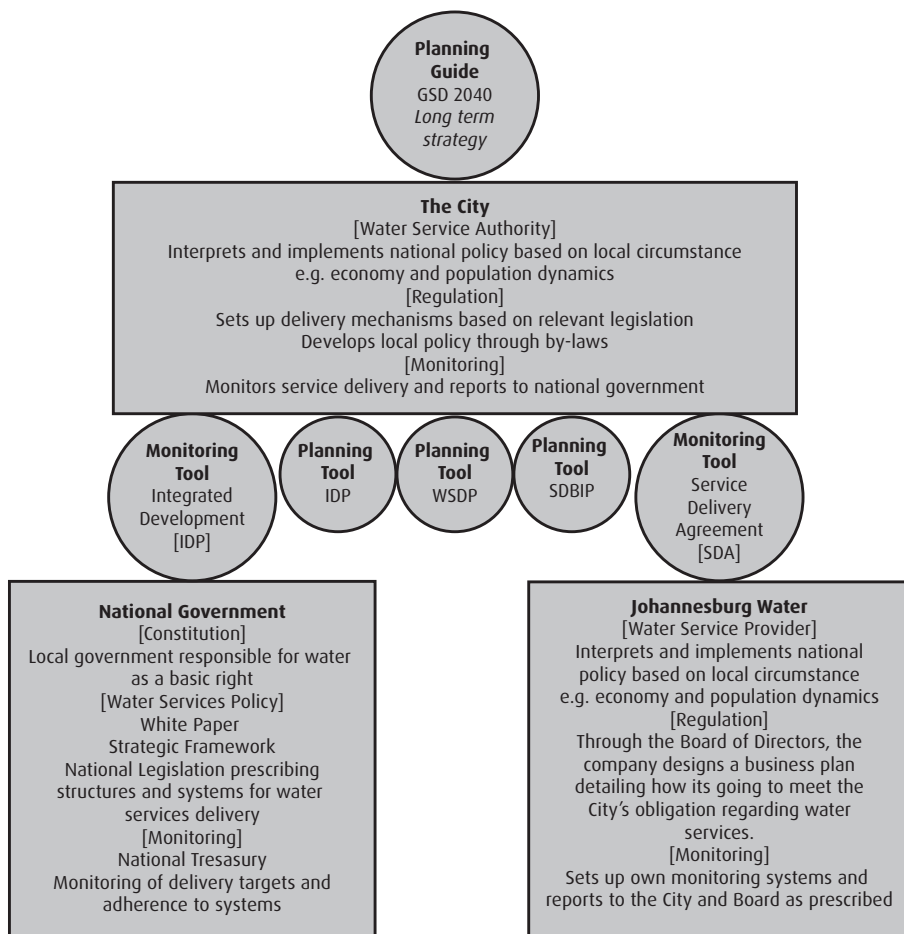 Planning
Guide
GSD 2040
Long term
strategy
The City
[Water Service Authority]
Interprets and implements national policy based on local circumstance
e.g. economy and population dynamics
[Regulation]
Sets up delivery mechanisms based on relevant legislation
Develops local policy through by-laws
[Monitoring]
Monitors service delivery and reports to national government
Monitoring
Tool
Integrated
Development
[IDP]
Planning
Tool
IDP
Planning
Tool
WSDP
Planning
Tool
SDBIP
Monitoring
Tool
Service
Delivery
Agreement
[SDA]
National Government
[Constitution]
Local government responsible for water
as a basic right
[Water Services Policy]
White Paper
Strategic Framework
National Legislation prescribing
structures and systems for water
services delivery
[Monitoring]
National Tresasury
Monitoring of delivery targets and
adherence to systems
Johannesburg Water
[Water Service Provider]
Interprets and implements national
policy based on local circumstance
e.g. economy and population dynamics
[Regulation]
Through the Board of Directors, the
company designs a business plan
detailing how its going to meet the
City's obligation regarding water
services.
[Monitoring]
Sets up own monitoring systems and
reports to the City and Board as prescribed